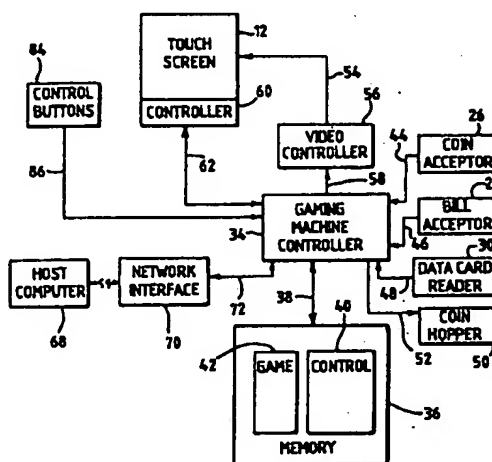 84
CONTROL
BUTTONS
TOUCH
SCREEN
12
CONTROLLER
60
54
56
VIDEO
CONTROLLER
86
62
58
44
26
COIN
ACCEPTOR
GAMING
MACHINE
CONTROLLER
34
BILL
ACCEPTOR
46
30
DATA CARD
READER
48
HOST
COMPUTER
68
NETWORK
INTERFACE
70
72
38
40
52
COIN
HOPPER
50
42
GAME
CONTROL
36
MEMORY